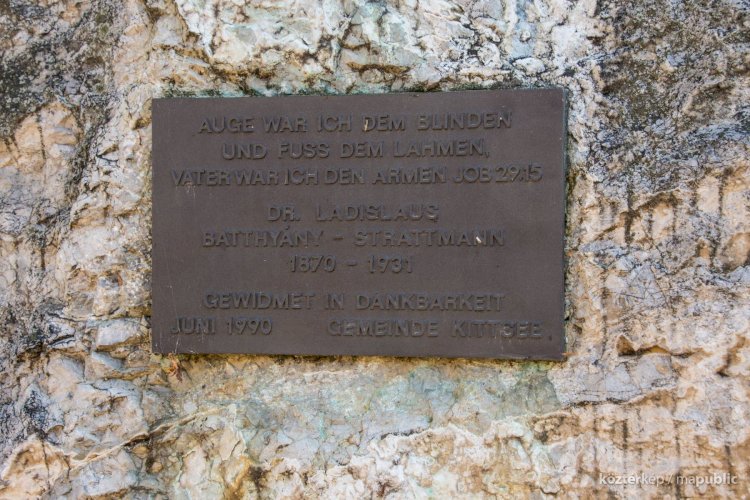 AUGE WAR ICH DEM BLINDEN
UND FUSS DEM LAHMEN,
VATER WAR ICH DEN ARMEN JOB 29.15
DR. LADISLAUS
BATTHYÁNY - STRATTMANN
1870 - 1931
GEWIDMET IN DANKBARKEIT
JUNI 1990 GEMEINDE KITTSEE
kozterkep / mapublic